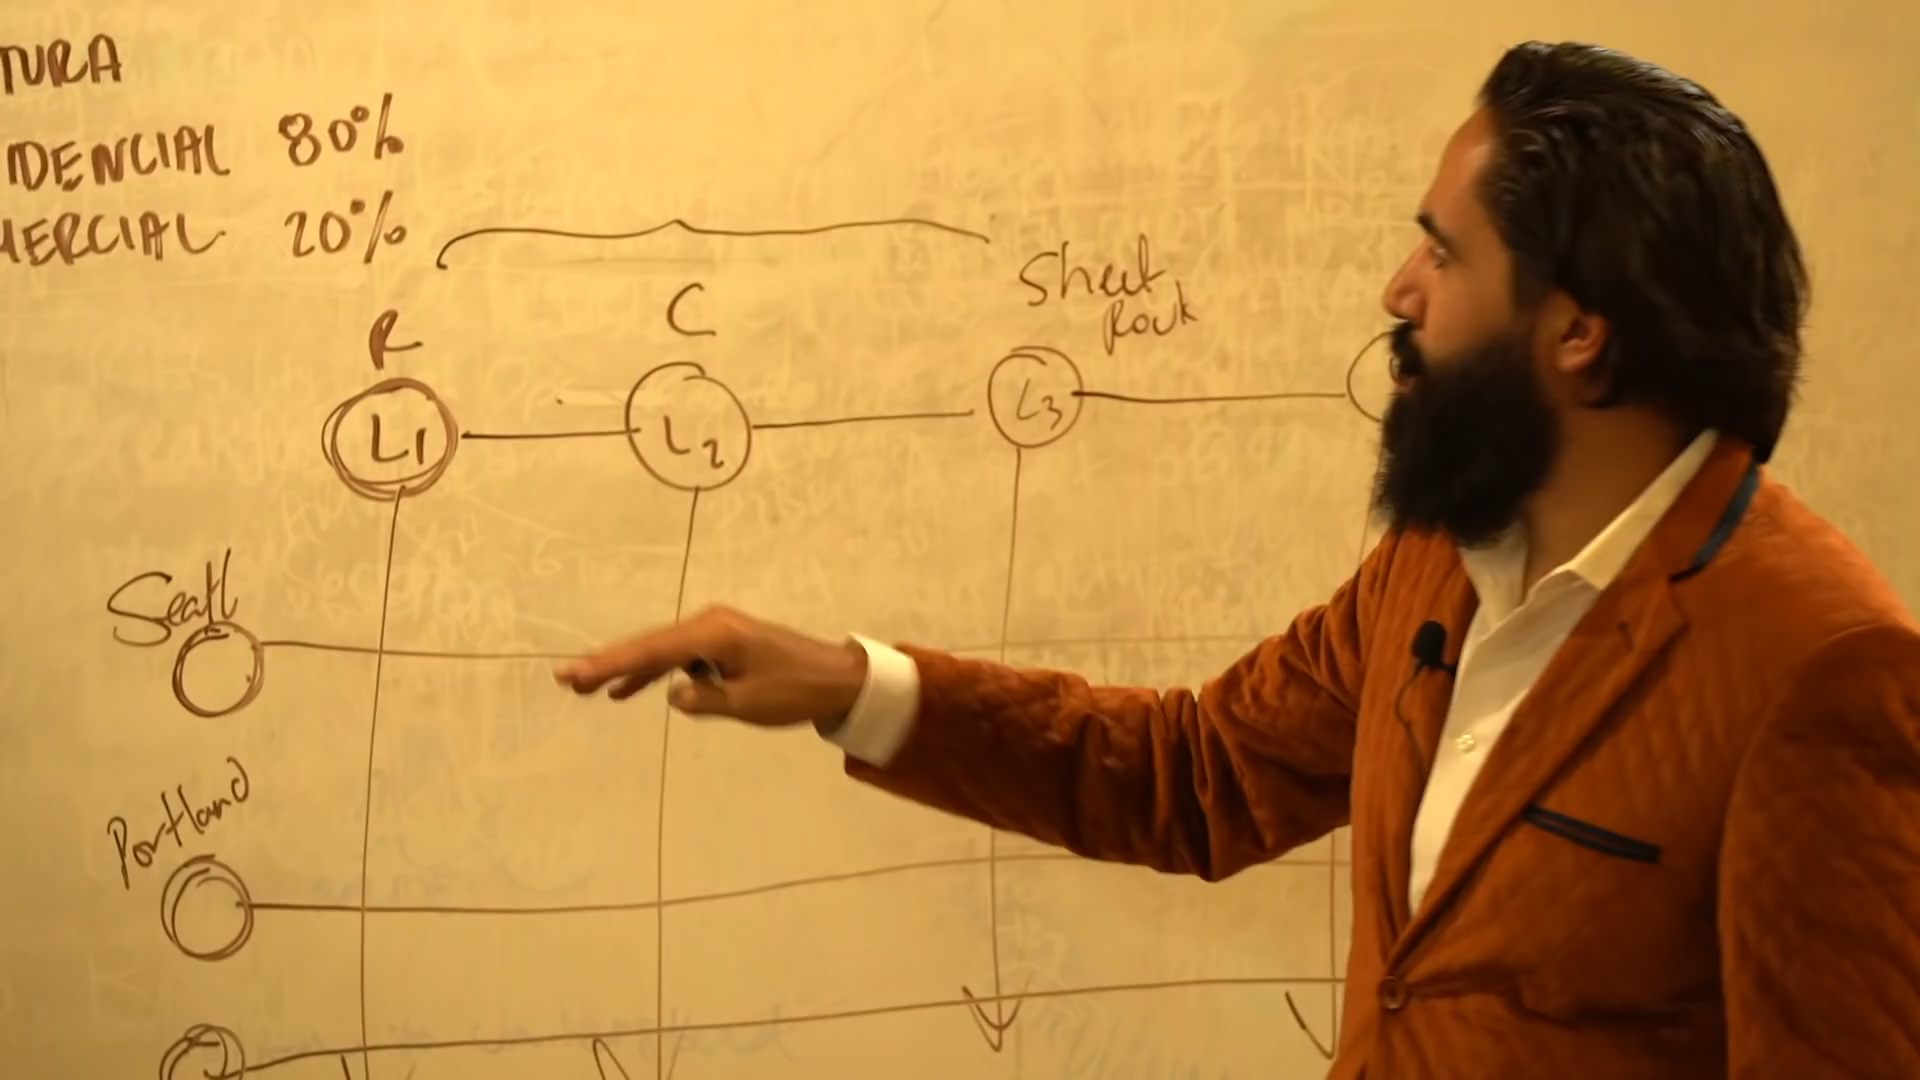 TURA
IDENCIAL 80%
MERCIAL 20%
R
C
Sheet
Rock
L1
L2
L3
Seatl
Portland